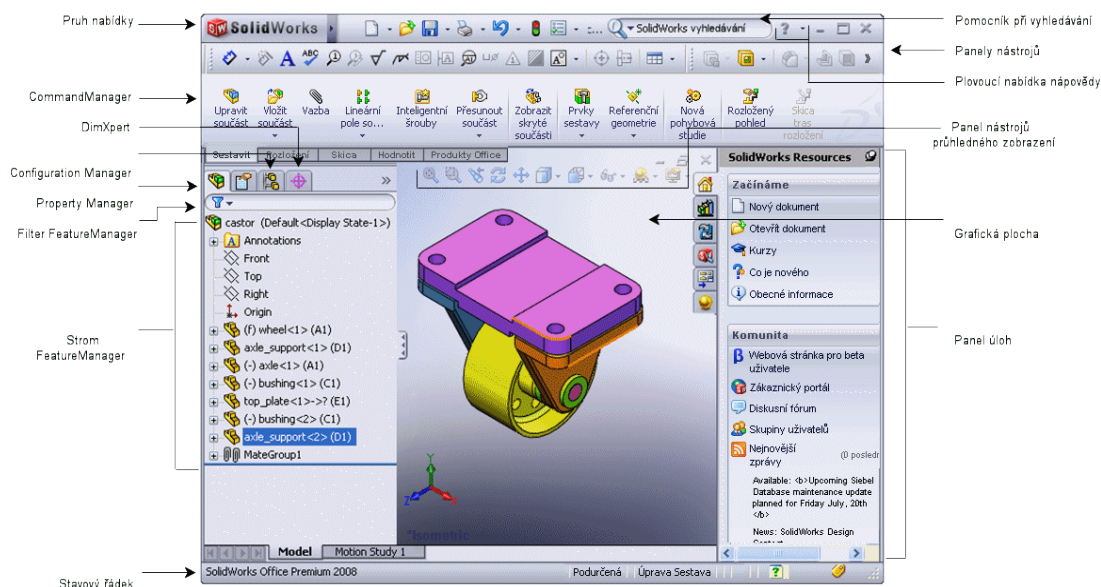 Pruh nabídky
CommandManager
DimXpert
Configuration Manager
Property Manager
Filter FeatureManager
Strom
FeatureManager
Stavový řádek
SolidWorks
SolidWorks vyhledávání
Upravit
součást
Vložit
součást
Vazba
Lineární
pole so...
Inteligentní
šrouby
Přesunout
součást
Zobrazit
skryté
součásti
Prvky
sestavy
Referenční
geometrie
Nová
pohybová
studie
Rozložený
pohled
Skica
tras
rozložení
Sestavit
Rozložení
Skica
Hodnotit
Produkty Office
castor (Default<Display State-1>)
Annotations
Front
Top
Right
Origin
(f) wheel<1> (A1)
axle_support<1> (D1)
(-) axle<1> (A1)
(-) bushing<1> (C1)
top_plate<1>->? (E1)
(-) bushing<2> (C1)
axle_support<2> (D1)
MateGroup1
Y
Z
X
*Isometric
Model
Motion Study 1
SolidWorks Office Premium 2008
Podurčená
Úprava Sestava
SolidWorks Resources
Začínáme
Nový dokument
Otevřít dokument
Kurzy
Co je nového
Obecné informace
Komunita
Webová stránka pro beta
uživatele
Zákaznický portál
Diskusní fórum
Skupiny uživatelů
Nejnovější
zprávy
(0 posledr
Available: <b>Upcoming Siebel
Database maintenance update
planned for Friday July, 20th
</b>
News: SolidWorks Design
Pomocník při vyhledávání
Panely nástrojů
Plovoucí nabídka nápovědy
Panel nástrojů
průhledného zobrazení
Grafická plocha
Panel úloh